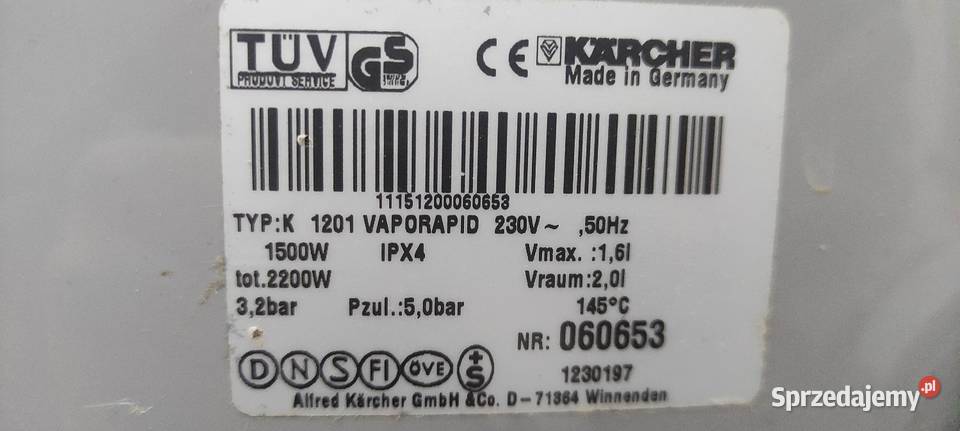 TÜV
PRODUCT SERVICE
GS
CE KÄRCHER
Made in Germany
11151200060653
TYP:K 1201 VAPORAPID 230V~ ,50Hz
1500W IPX4 Vmax. :1,6l
tot.2200W Vraum:2,0l
3,2bar Pzul.:5,0bar 145°C
NR: 060653
D N S FI ÖVE +S
1230197
Alfred Kärcher GmbH &Co. D-71364 Winnenden
Sprzedajemy.pl